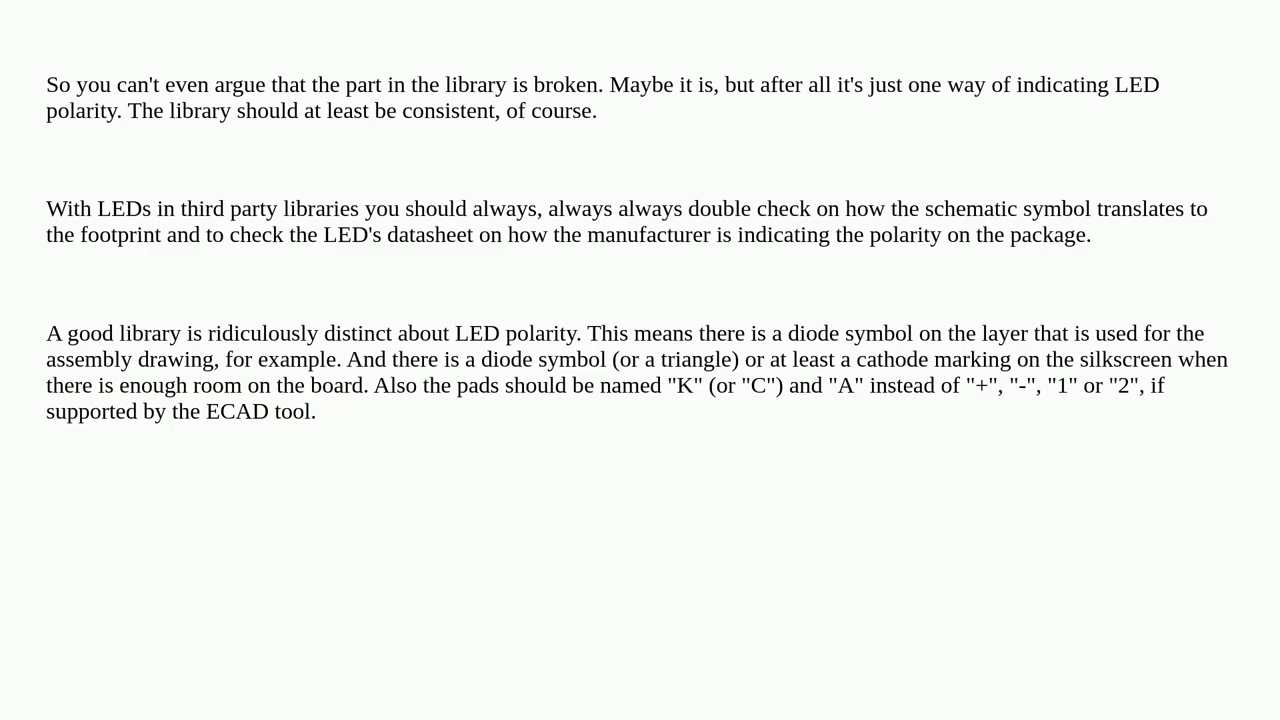 So you can't even argue that the part in the library is broken. Maybe it is, but after all it's just one way of indicating LED
polarity. The library should at least be consistent, of course.
With LEDs in third party libraries you should always, always always double check on how the schematic symbol translates to
the footprint and to check the LED's datasheet on how the manufacturer is indicating the polarity on the package.
A good library is ridiculously distinct about LED polarity. This means there is a diode symbol on the layer that is used for the
assembly drawing, for example. And there is a diode symbol (or a triangle) or at least a cathode marking on the silkscreen when
there is enough room on the board. Also the pads should be named "K" (or "C") and "A" instead of "+", "-", "1" or "2", if
supported by the ECAD tool.